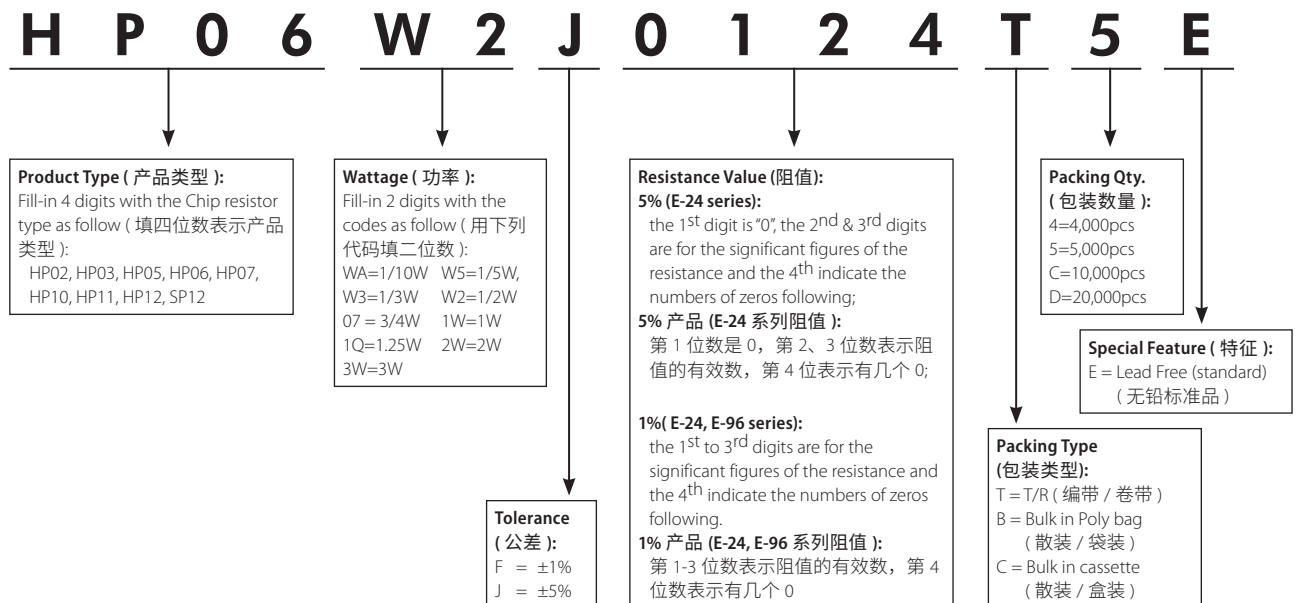 H P 0 6 W 2 J 0 1 2 4 T 5 E
Product Type ( 产品类型 ):
Fill-in 4 digits with the Chip resistor
type as follow ( 填四位数表示产品
类型 ):
HP02, HP03, HP05, HP06, HP07,
HP10, HP11, HP12, SP12
Wattage ( 功率 ):
Fill-in 2 digits with the
codes as follow ( 用下列
代码填二位数 ):
WA=1/10W W5=1/5W,
W3=1/3W W2=1/2W
07 = 3/4W 1W=1W
1Q=1.25W 2W=2W
3W=3W
Tolerance
( 公差 ):
F = ±1%
J = ±5%
Resistance Value (阻值):
5% (E-24 series):
the 1st digit is "0", the 2nd & 3rd digits
are for the significant figures of the
resistance and the 4th indicate the
numbers of zeros following;
5% 产品 (E-24 系列阻值 ):
第 1 位数是 0，第 2、3 位数表示阻
值的有效数，第 4 位表示有几个 0;
1%( E-24, E-96 series):
the 1st to 3rd digits are for the
significant figures of the resistance and
the 4th indicate the numbers of zeros
following.
1% 产品 (E-24, E-96 系列阻值 ):
第 1-3 位数表示阻值的有效数，第 4
位数表示有几个 0
Packing Qty.
( 包装数量 ):
4=4,000pcs
5=5,000pcs
C=10,000pcs
D=20,000pcs
Special Feature ( 特征 ):
E = Lead Free (standard)
( 无铅标准品 )
Packing Type
(包装类型):
T = T/R ( 编带 / 卷带 )
B = Bulk in Poly bag
( 散装 / 袋装 )
C = Bulk in cassette
( 散装 / 盒装 )